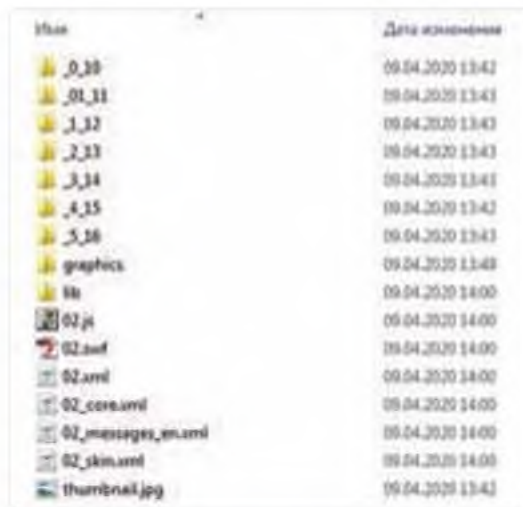 Имя Дата изменения
_0_10 09.04.2020 13:42
_01_11 09.04.2020 13:43
_1_12 09.04.2020 13:43
_2_13 09.04.2020 13:43
_3_14 09.04.2020 13:43
_4_15 09.04.2020 13:42
_5_16 09.04.2020 13:43
graphics 09.04.2020 13:48
lib 09.04.2020 14:00
02.js 09.04.2020 14:00
02.swf 09.04.2020 14:00
02.xml 09.04.2020 14:00
02_core.xml 09.04.2020 14:00
02_messages_en.xml 09.04.2020 14:00
02_skin.xml 09.04.2020 14:00
thumbnail.jpg 09.04.2020 13:42